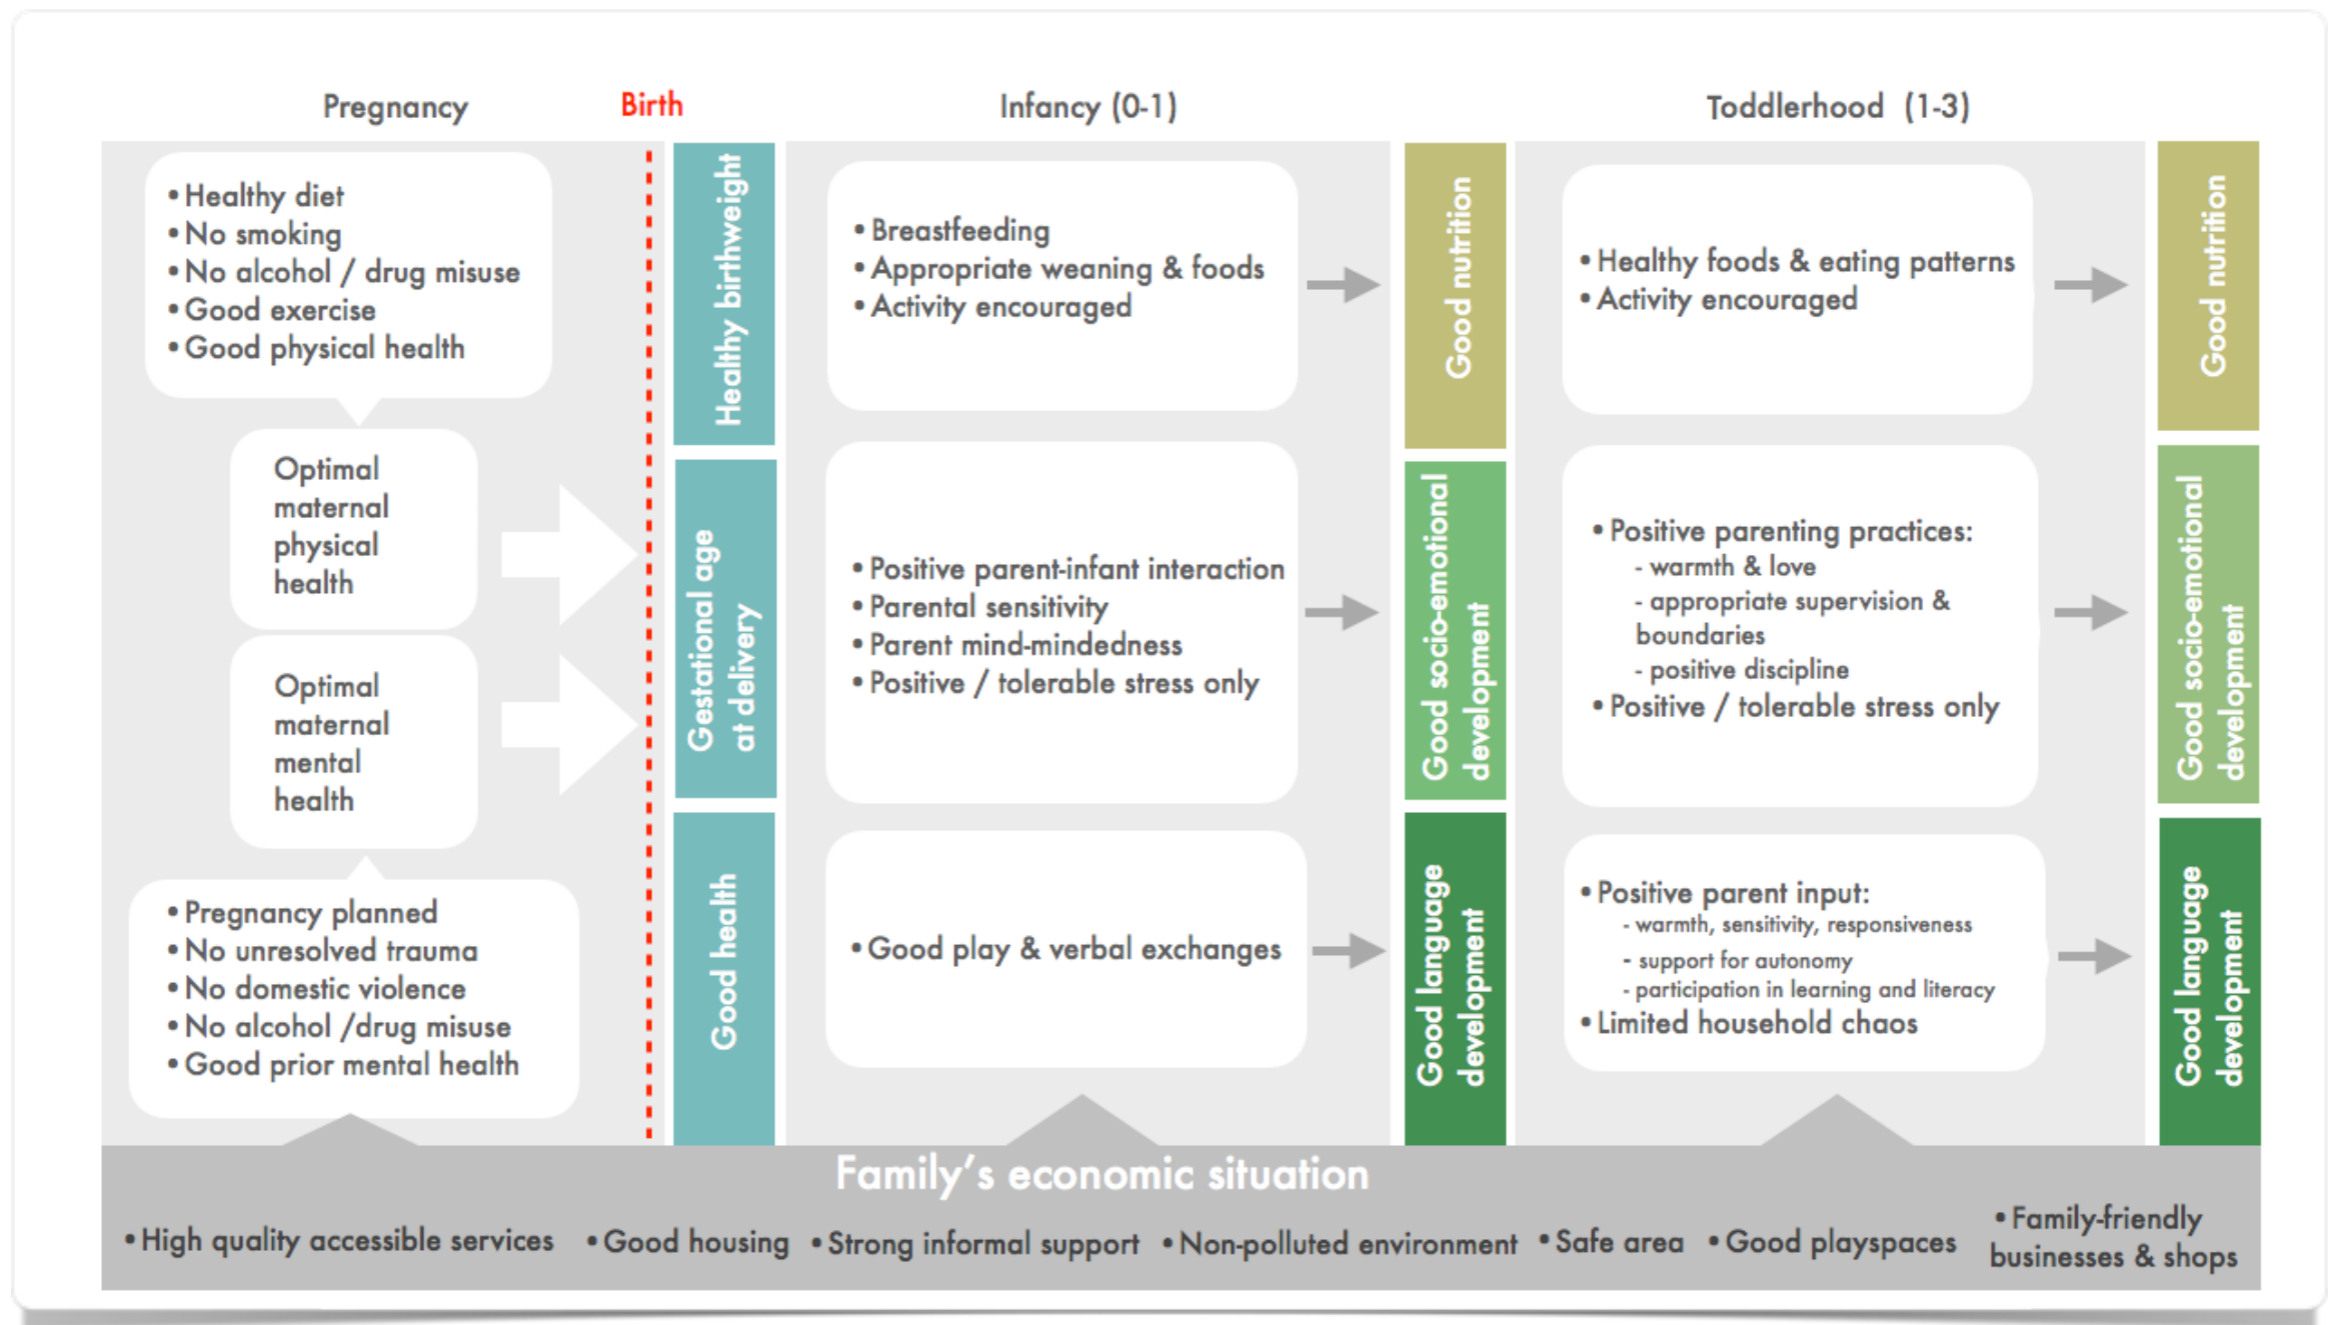 Pregnancy
Birth
Infancy (0-1)
Toddlerhood (1-3)
• Healthy diet
• No smoking
• No alcohol / drug misuse
• Good exercise
• Good physical health
Optimal
maternal
physical
health
Optimal
maternal
mental
health
• Pregnancy planned
• No unresolved trauma
• No domestic violence
• No alcohol /drug misuse
• Good prior mental health
Healthy birthweight
Gestational age
at delivery
Good health
• Breastfeeding
• Appropriate weaning & foods
• Activity encouraged
• Positive parent-infant interaction
• Parental sensitivity
• Parent mind-mindedness
• Positive / tolerable stress only
• Good play & verbal exchanges
Good nutrition
Good socio-emotional
development
Good language
development
• Healthy foods & eating patterns
• Activity encouraged
• Positive parenting practices:
- warmth & love
- appropriate supervision &
boundaries
- positive discipline
• Positive / tolerable stress only
• Positive parent input:
- warmth, sensitivity, responsiveness
- support for autonomy
- participation in learning and literacy
• Limited household chaos
Good nutrition
Good socio-emotional
development
Good language
development
Family's economic situation
• High quality accessible services
• Good housing
• Strong informal support
• Non-polluted environment
• Safe area
• Good playspaces
• Family-friendly
businesses & shops